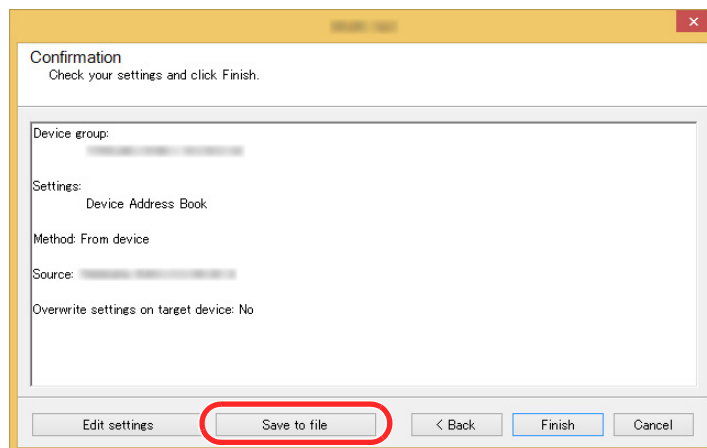 Confirmation
Check your settings and click Finish.
Device group:
Settings:
Device Address Book
Method: From device
Source:
Overwrite settings on target device: No
Edit settings
Save to file
< Back
Finish
Cancel